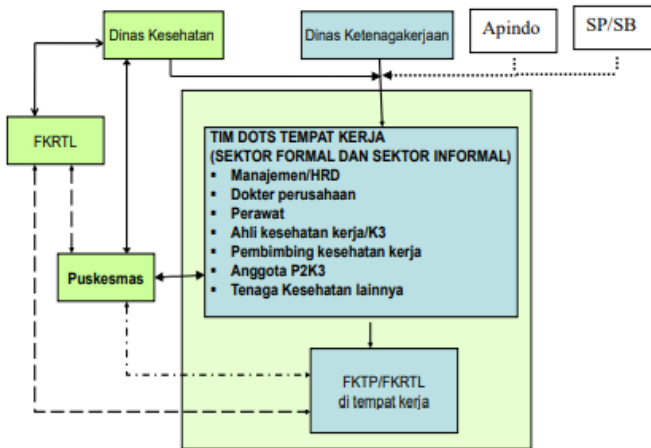 Dinas Kesehatan
Dinas Ketenagakerjaan
Apindo
SP/SB
FKRTL
TIM DOTS TEMPAT KERJA
(SEKTOR FORMAL DAN SEKTOR INFORMAL)
▪ Manajemen/HRD
▪ Dokter perusahaan
▪ Perawat
▪ Ahli kesehatan kerja/K3
▪ Pembimbing kesehatan kerja
▪ Anggota P2K3
▪ Tenaga Kesehatan lainnya
Puskesmas
FKTP/FKRTL
di tempat kerja